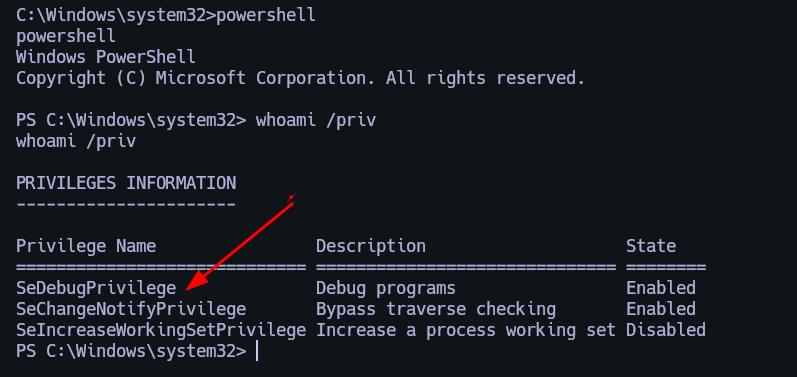 C:\Windows\system32>powershell
powershell
Windows PowerShell
Copyright (C) Microsoft Corporation. All rights reserved.
PS C:\Windows\system32> whoami /priv
whoami /priv
PRIVILEGES INFORMATION
----------------------
Privilege Name                Description                    State
============================= ============================== ========
SeDebugPrivilege              Debug programs                 Enabled
SeChangeNotifyPrivilege       Bypass traverse checking       Enabled
SeIncreaseWorkingSetPrivilege Increase a process working set Disabled
PS C:\Windows\system32>